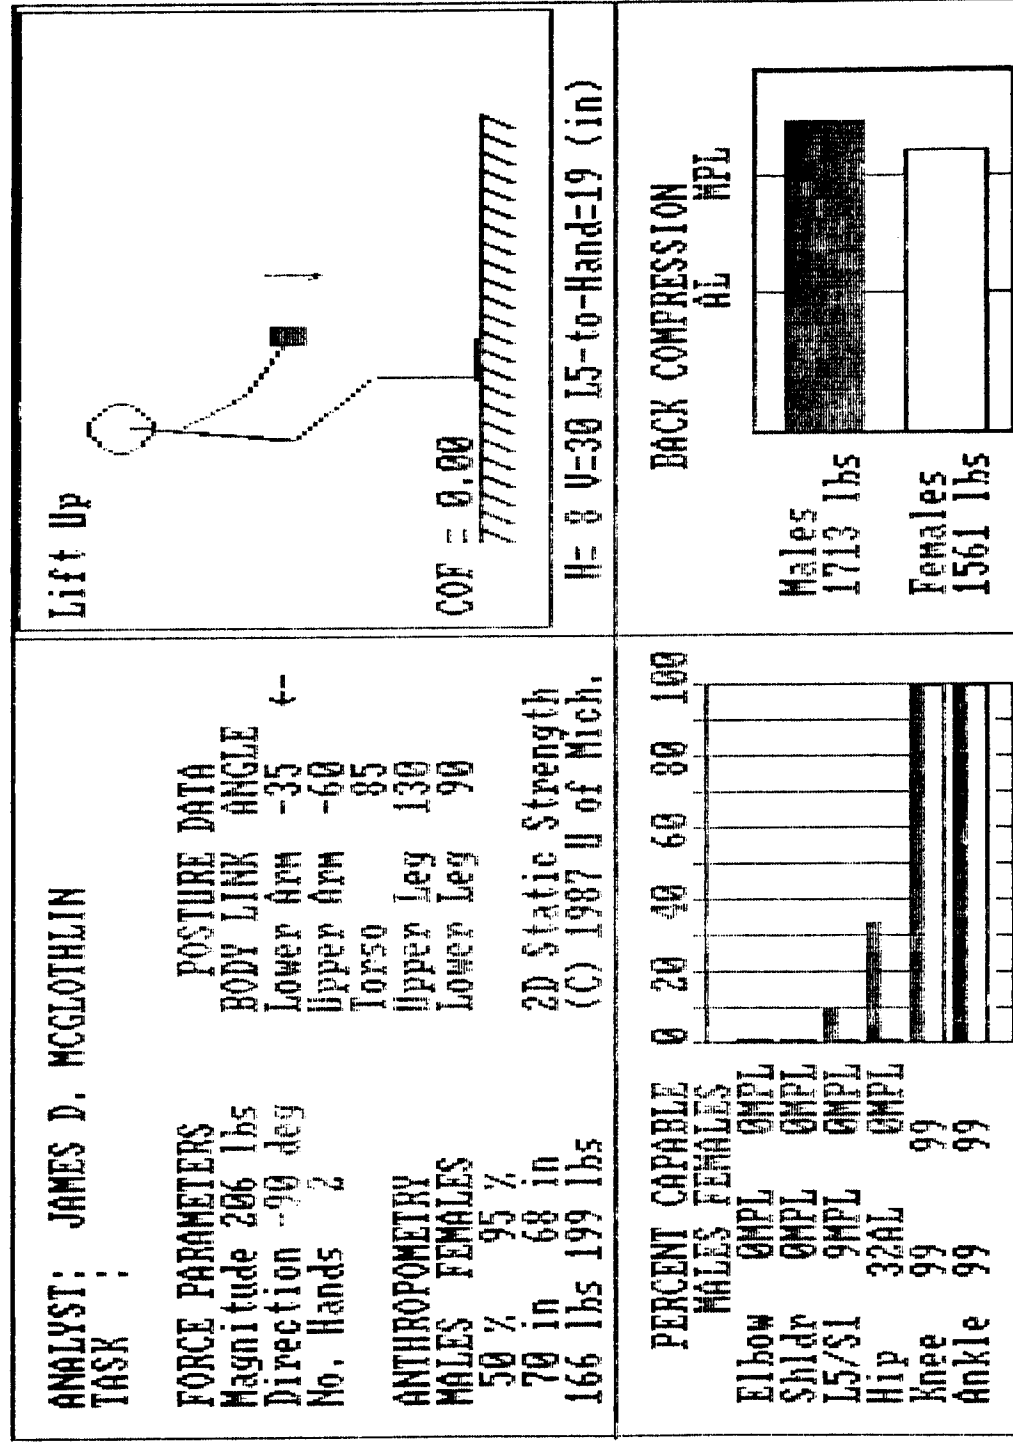 ANALYST: JAMES D. MCGLOTHLIN
TASK :
FORCE PARAMETERS
Magnitude 206 lbs
Direction -90 deg
No. Hands 2
ANTHROPOMETRY
MALES FEMALES
50 % 95 %
70 in 68 in
166 lbs 199 lbs
POSTURE DATA
BODY LINK ANGLE
Lower Arm -35 ←
Upper Arm -60
Torso 85
Upper Leg 130
Lower Leg 90
2D Static Strength
(C) 1987 U of Mich.
Lift Up
COF = 0.00
H= 8 V=30 L5-to-Hand=19 (in)
PERCENT CAPABLE
MALES FEMALES
Elbow 0MPL 0MPL
Shldr 0MPL 0MPL
L5/S1 9MPL 0MPL
Hip 32AL 0MPL
Knee 99 99
Ankle 99 99
0 20 40 60 80 100
BACK COMPRESSION
AL MPL
Males
1713 lbs
Females
1561 lbs